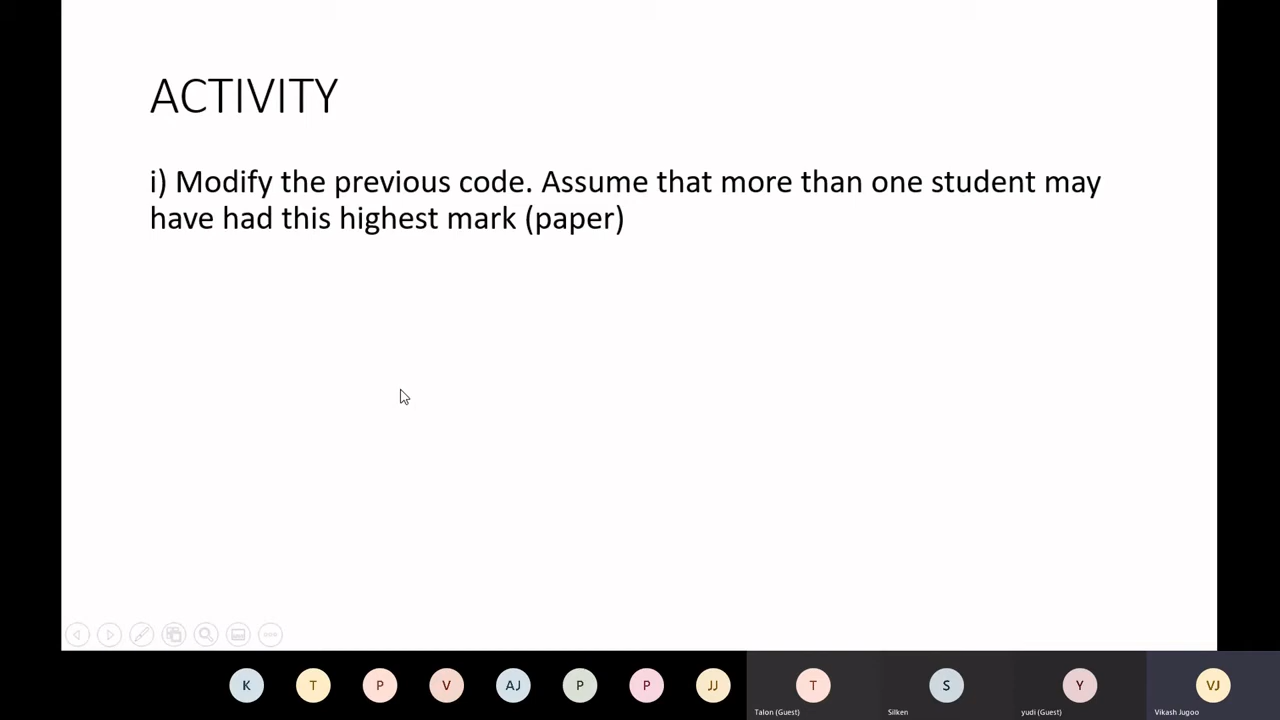 ACTIVITY
i) Modify the previous code. Assume that more than one student may
have had this highest mark (paper)
K
T
P
V
AJ
P
P
JJ
T
S
Y
VJ
Talon (Guest)
Silken
yudi (Guest)
Vikash Jugoo